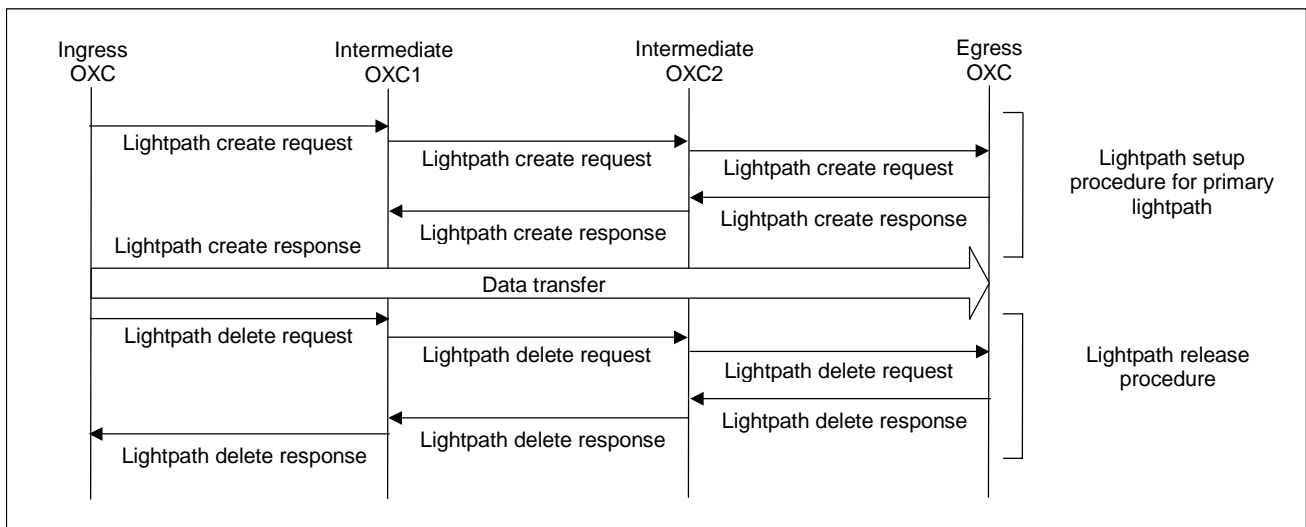 Ingress
OXC
Intermediate
OXC1
Intermediate
OXC2
Egress
OXC
Lightpath create request
Lightpath create request
Lightpath create request
Lightpath create response
Lightpath create response
Lightpath create response
Lightpath setup
procedure for primary
lightpath
Data transfer
Lightpath delete request
Lightpath delete request
Lightpath delete request
Lightpath delete response
Lightpath delete response
Lightpath delete response
Lightpath release
procedure